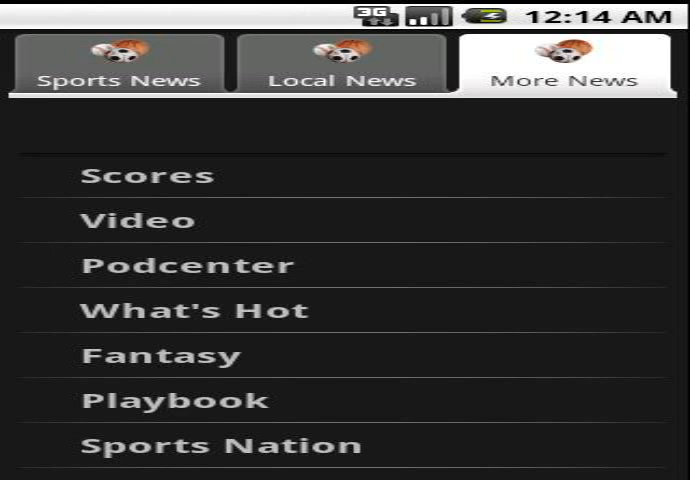 3G 12:14 AM
Sports News Local News More News
Scores
Video
Podcenter
What's Hot
Fantasy
Playbook
Sports Nation